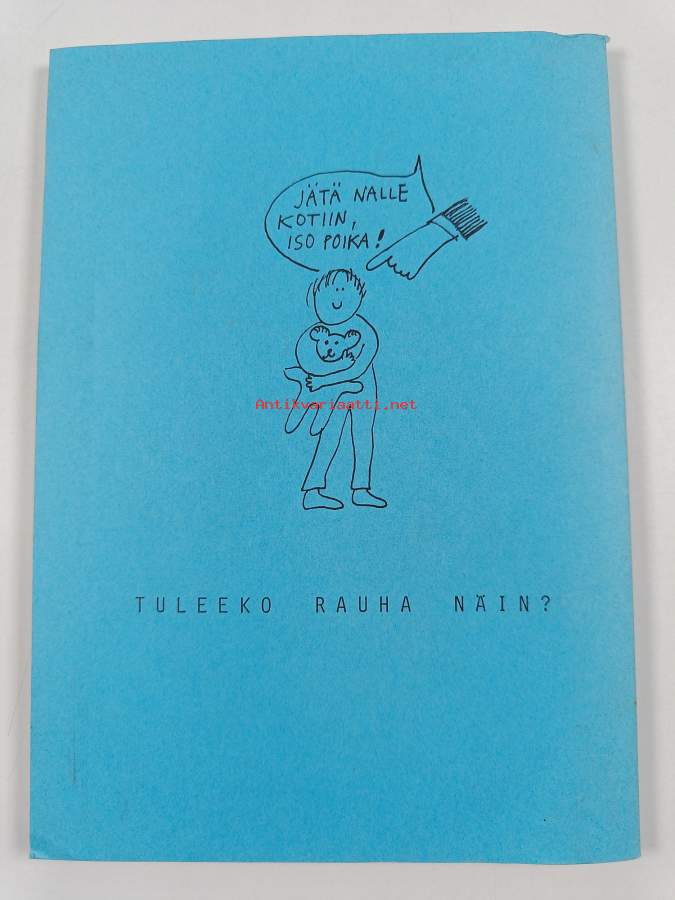 JÄTÄ NALLE
KOTIIN,
ISO POIKA!
Antikvariaatti.net
TULEEKO RAUHA NÄIN?